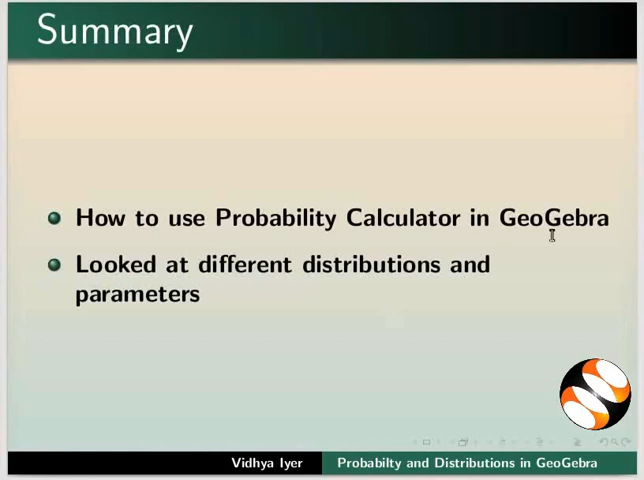 Summary
How to use Probability Calculator in GeoGebra
Looked at different distributions and
parameters
Vidhya Iyer
Probabilty and Distributions in GeoGebra